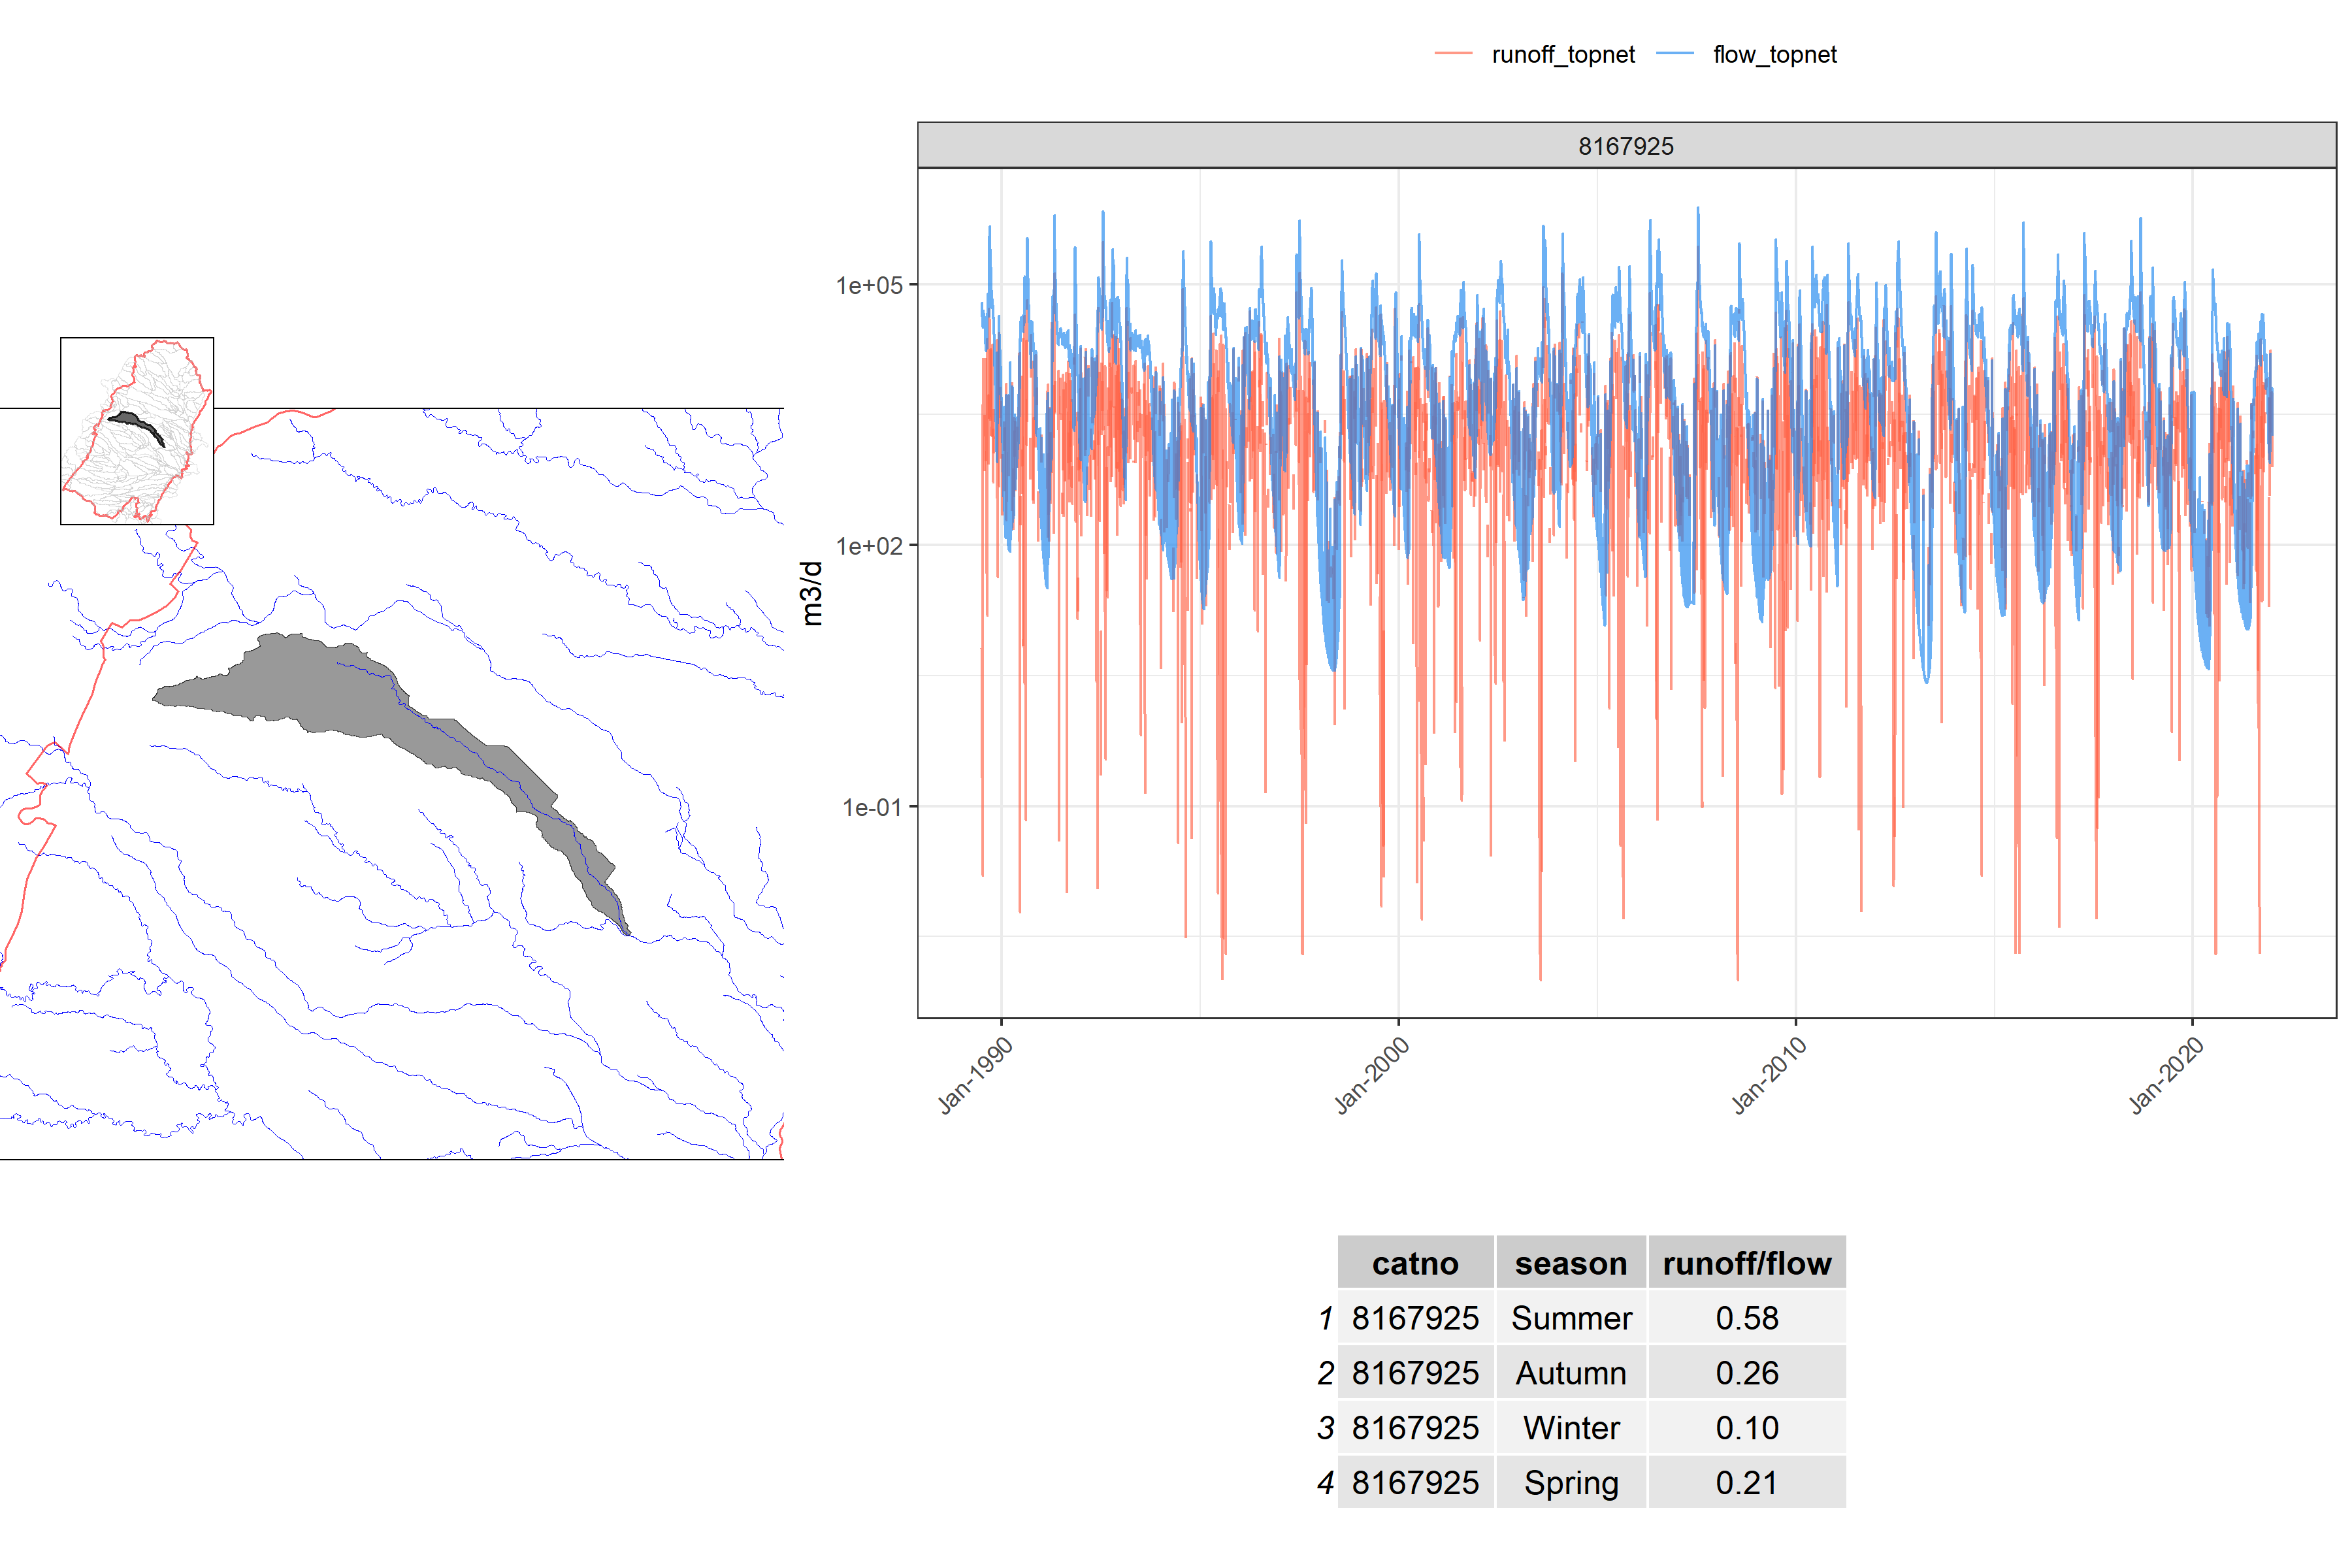 runoff_topnet flow_topnet
8167925
1e+05
1e+02
1e-01
m3/d
Jan-1990 Jan-2000 Jan-2010 Jan-2020
catno season runoff/flow
1 8167925 Summer 0.58
2 8167925 Autumn 0.26
3 8167925 Winter 0.10
4 8167925 Spring 0.21